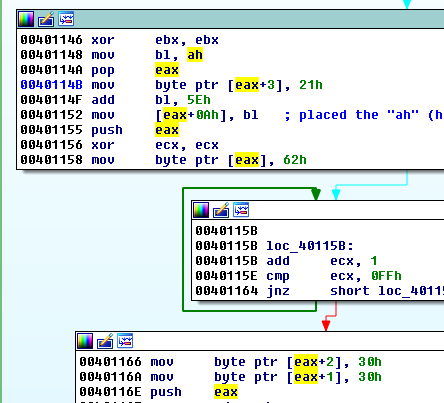 00401146 xor ebx, ebx
00401148 mov bl, ah
0040114A pop eax
0040114B mov byte ptr [eax+3], 21h
0040114F add bl, 5Eh
00401152 mov [eax+0Ah], bl ; placed the "ah" (h
00401155 push eax
00401156 xor ecx, ecx
00401158 mov byte ptr [eax], 62h
0040115B
0040115B loc_40115B:
0040115B add ecx, 1
0040115E cmp ecx, 0FFh
00401164 jnz short loc_40115
00401166 mov byte ptr [eax+2], 30h
0040116A mov byte ptr [eax+1], 30h
0040116E push eax